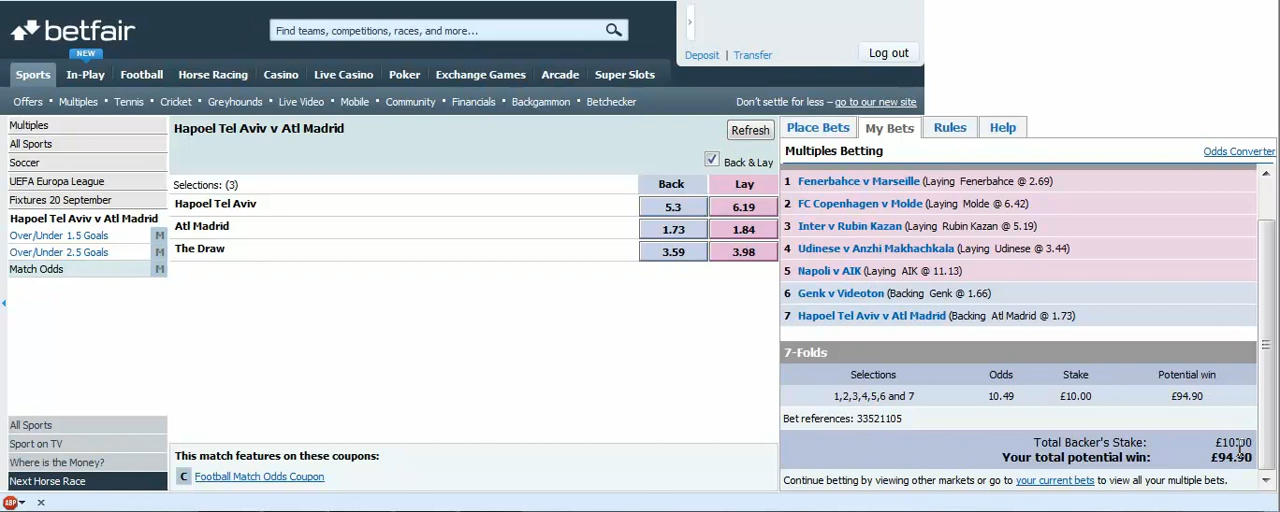 betfair
Find teams, competitions, races, and more...
Deposit | Transfer
Log out
NEW
Sports In-Play Football Horse Racing Casino Live Casino Poker Exchange Games Arcade Super Slots
Offers • Multiples • Tennis • Cricket • Greyhounds • Live Video • Mobile • Community • Financials • Backgammon • Betchecker
Don't settle for less – go to our new site
Multiples
All Sports
Soccer
UEFA Europa League
Fixtures 20 September
Hapoel Tel Aviv v Atl Madrid
Over/Under 1.5 Goals M
Over/Under 2.5 Goals M
Match Odds M
All Sports
Sport on TV
Where is the Money?
Next Horse Race
ABP
Hapoel Tel Aviv v Atl Madrid
Refresh
Back & Lay
Selections: (3) Back Lay
Hapoel Tel Aviv 5.3 6.19
Atl Madrid 1.73 1.84
The Draw 3.59 3.98
This match features on these coupons:
C Football Match Odds Coupon
Place Bets My Bets Rules Help
Multiples Betting
Odds Converter
1 Fenerbahce v Marseille (Laying Fenerbahce @ 2.69)
2 FC Copenhagen v Molde (Laying Molde @ 6.42)
3 Inter v Rubin Kazan (Laying Rubin Kazan @ 5.19)
4 Udinese v Anzhi Makhachkala (Laying Udinese @ 3.44)
5 Napoli v AIK (Laying AIK @ 11.13)
6 Genk v Videoton (Backing Genk @ 1.66)
7 Hapoel Tel Aviv v Atl Madrid (Backing Atl Madrid @ 1.73)
7-Folds
Selections Odds Stake Potential win
1,2,3,4,5,6 and 7 10.49 £10.00 £94.90
Bet references: 33521105
Total Backer's Stake: £10.00
Your total potential win: £94.90
Continue betting by viewing other markets or go to your current bets to view all your multiple bets.